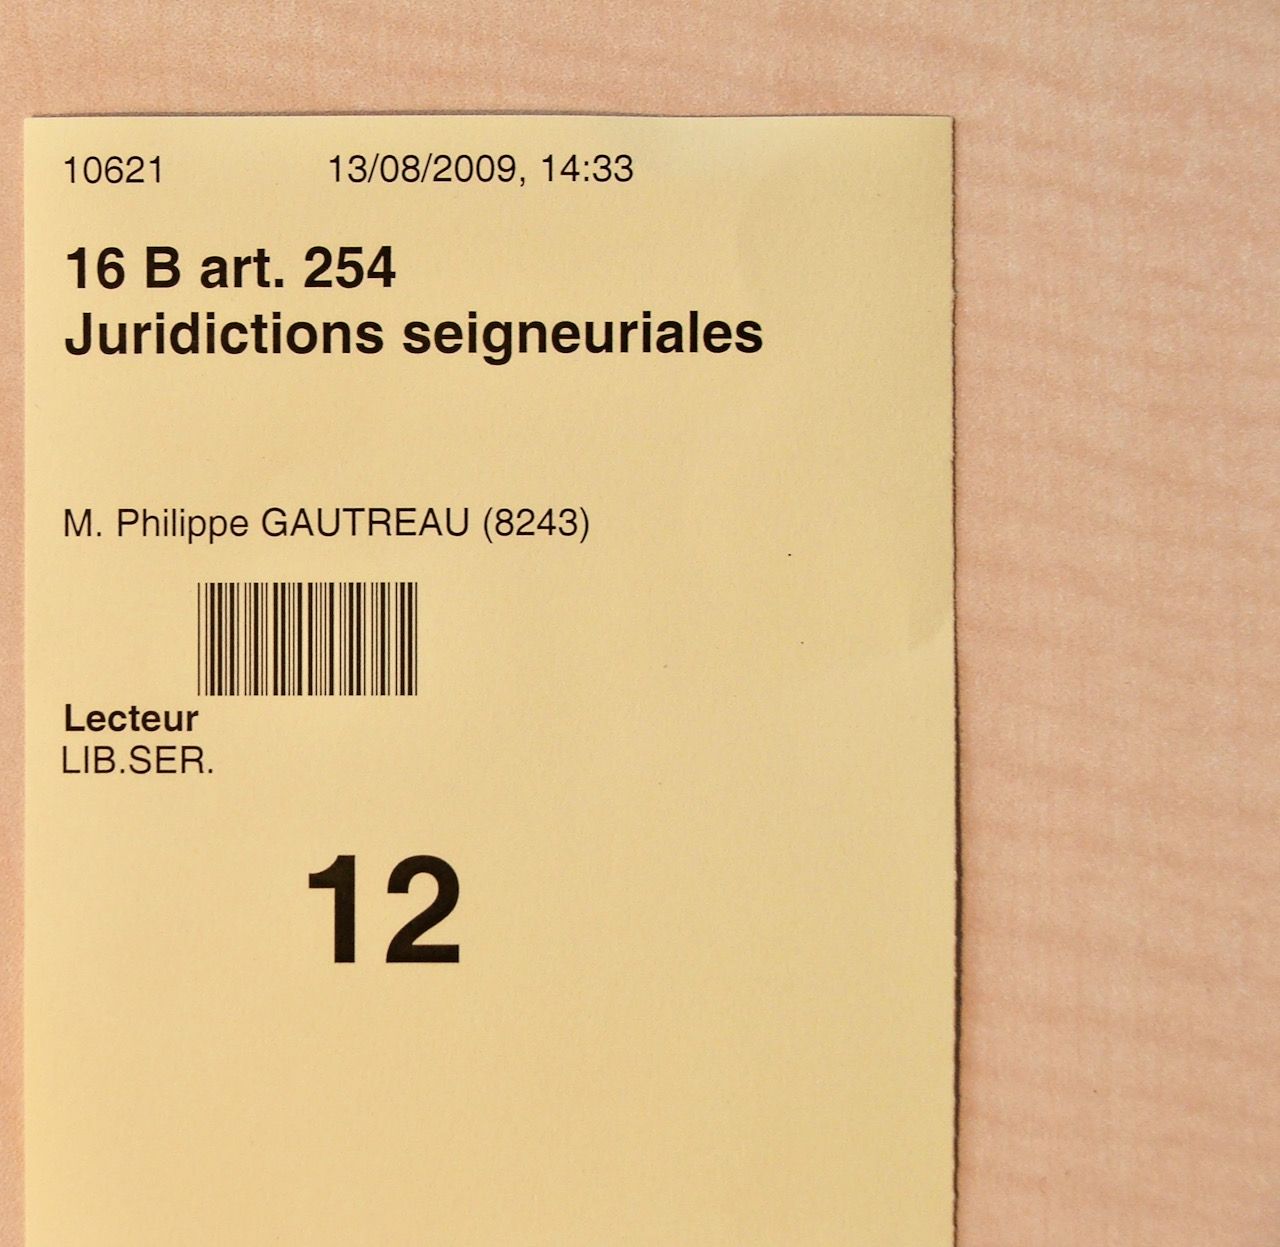 10621 13/08/2009, 14:33
16 B art. 254
Juridictions seigneuriales
M. Philippe GAUTREAU (8243)
Lecteur
LIB.SER.
12